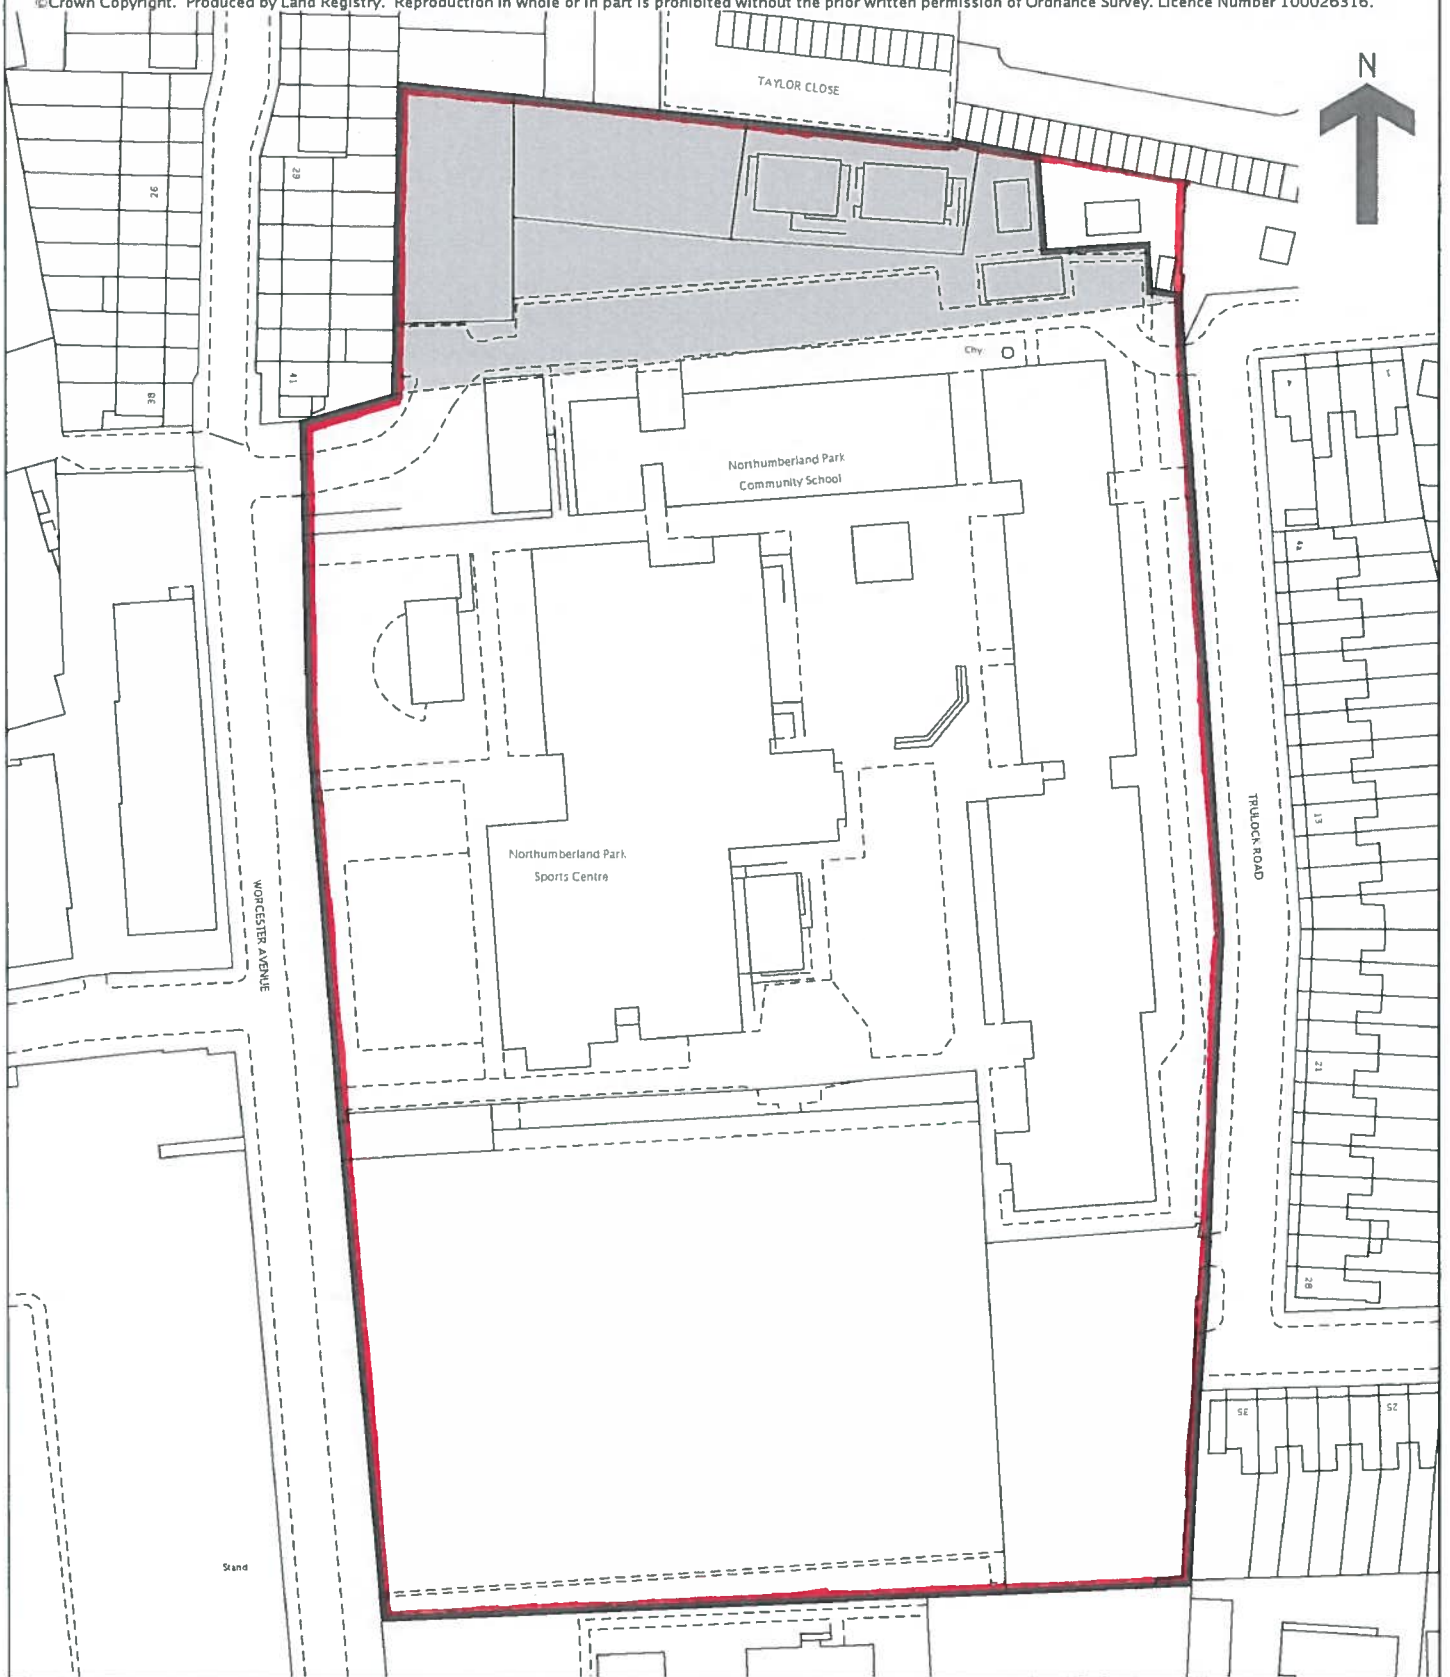 ©Crown Copyright. Produced by Land Registry. Reproduction in whole or in part is prohibited without the prior written permission of Ordnance Survey. Licence Number 100026316.
N
TAYLOR CLOSE
26
29
38
41
Chy
4
1
Northumberland Park
Community School
4a
13
TRULOCK ROAD
Northumberland Park
Sports Centre
WORCESTER AVENUE
21
28
35
25
Stand